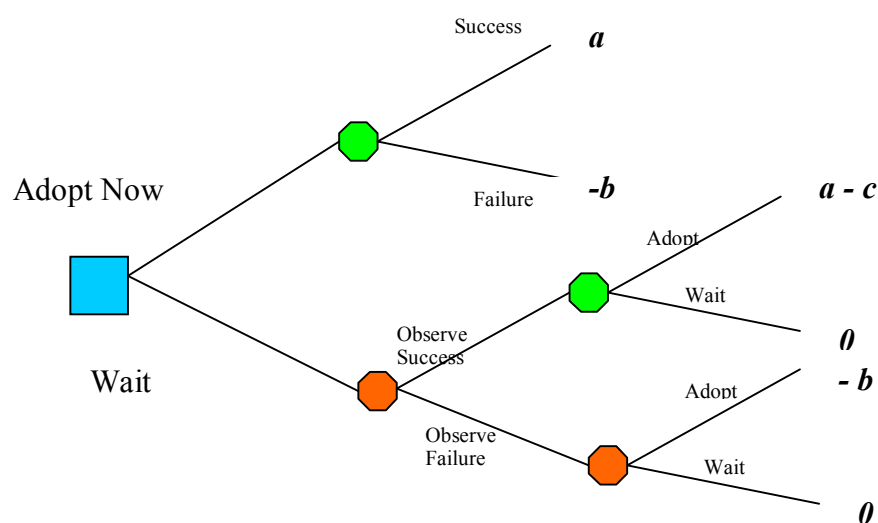 Success
a
Adopt Now
-b
Failure
a - c
Adopt
Wait
Observe
Success
0
Wait
- b
Adopt
Observe
Failure
Wait
0